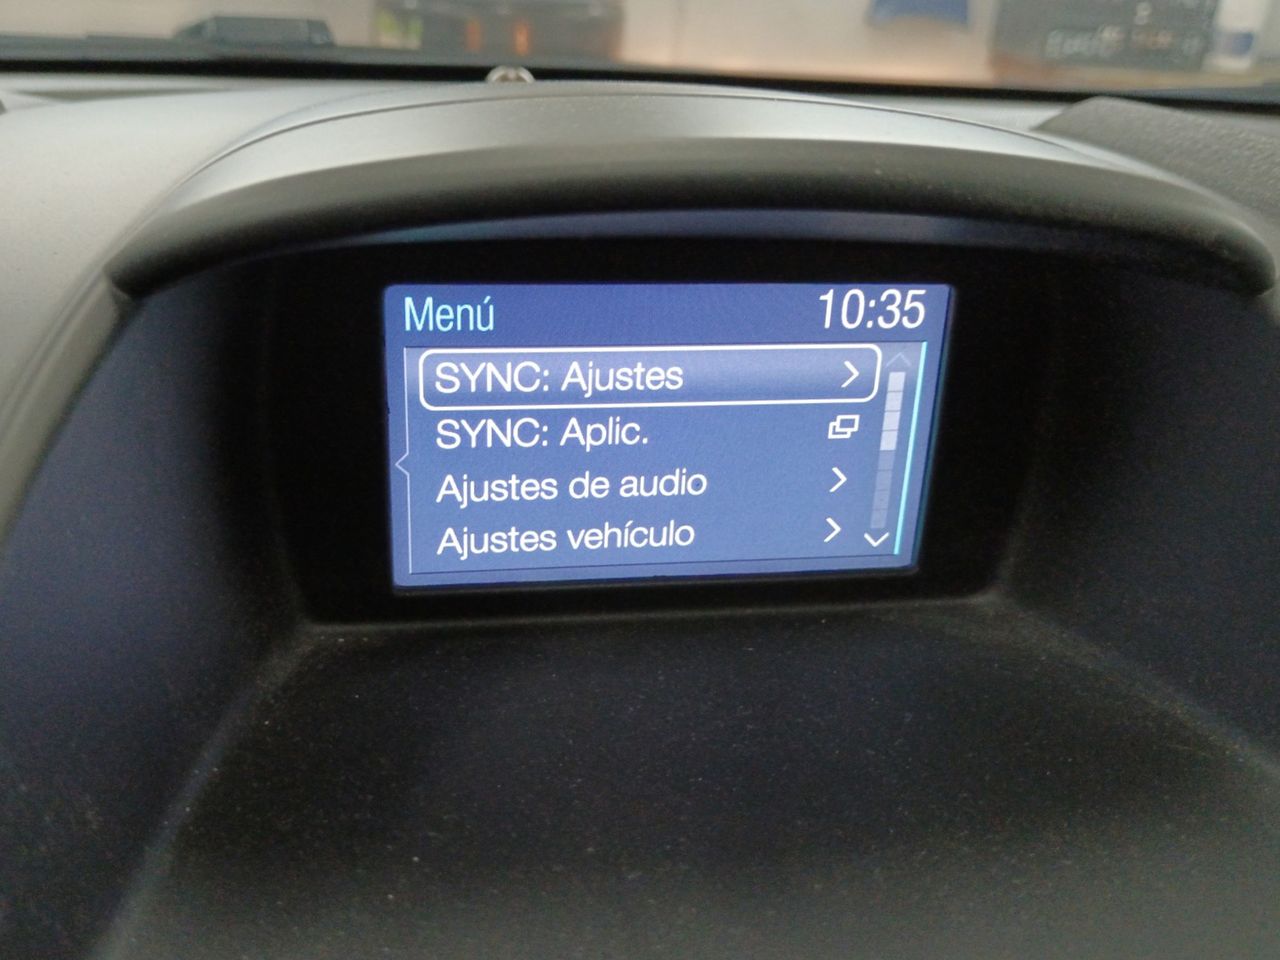 Menú
10:35
SYNC: Ajustes
SYNC: Aplic.
Ajustes de audio
Ajustes vehículo